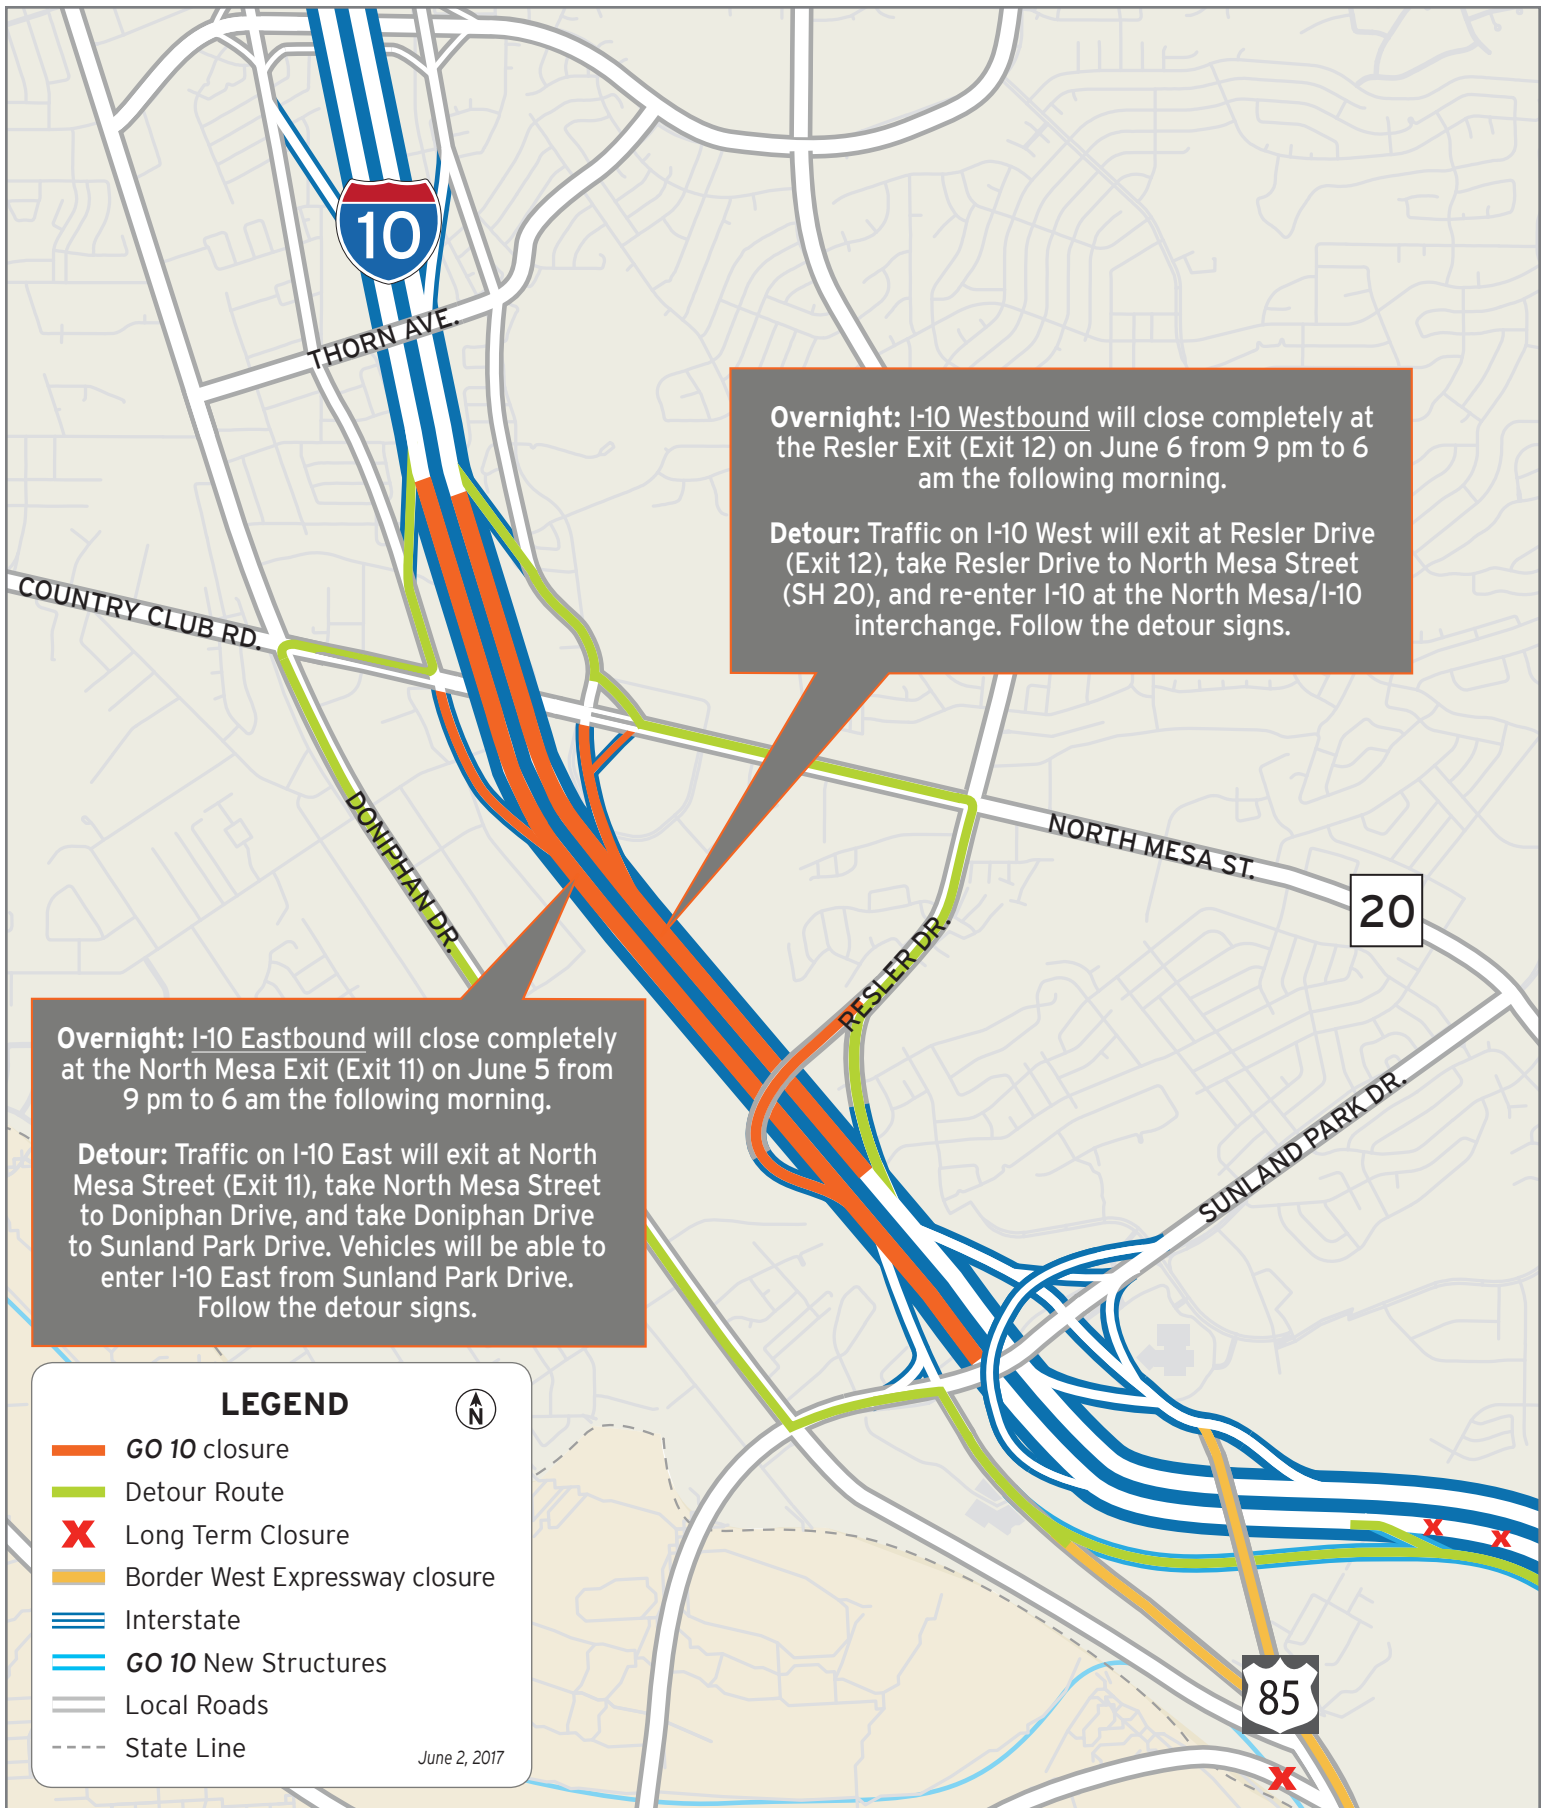 10
THORN AVE.
Overnight: I-10 Westbound will close completely at
the Resler Exit (Exit 12) on June 6 from 9 pm to 6
am the following morning.
Detour: Traffic on I-10 West will exit at Resler Drive
(Exit 12), take Resler Drive to North Mesa Street
(SH 20), and re-enter I-10 at the North Mesa/I-10
interchange. Follow the detour signs.
COUNTRY CLUB RD.
DONIPHAN DR.
NORTH MESA ST.
20
RESLER DR.
SUNLAND PARK DR.
Overnight: I-10 Eastbound will close completely
at the North Mesa Exit (Exit 11) on June 5 from
9 pm to 6 am the following morning.
Detour: Traffic on I-10 East will exit at North
Mesa Street (Exit 11), take North Mesa Street
to Doniphan Drive, and take Doniphan Drive
to Sunland Park Drive. Vehicles will be able to
enter I-10 East from Sunland Park Drive.
Follow the detour signs.
LEGEND
N
GO 10 closure
Detour Route
X Long Term Closure
Border West Expressway closure
Interstate
GO 10 New Structures
Local Roads
State Line
June 2, 2017
X
X
85
X